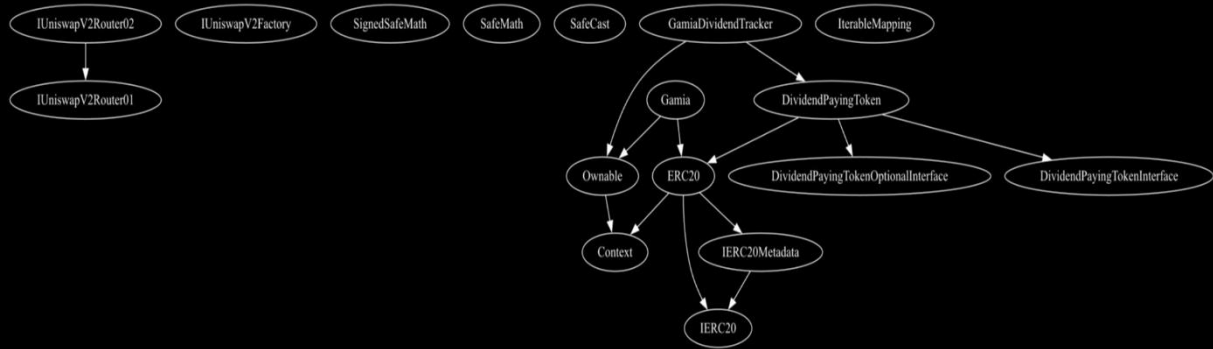 IUniswapV2Router02
IUniswapV2Factory
SignedSafeMath
SafeMath
SafeCast
GamiaDividendTracker
IterableMapping
IUniswapV2Router01
Gamia
DividendPayingToken
Ownable
ERC20
DividendPayingTokenOptionalInterface
DividendPayingTokenInterface
Context
IERC20Metadata
IERC20